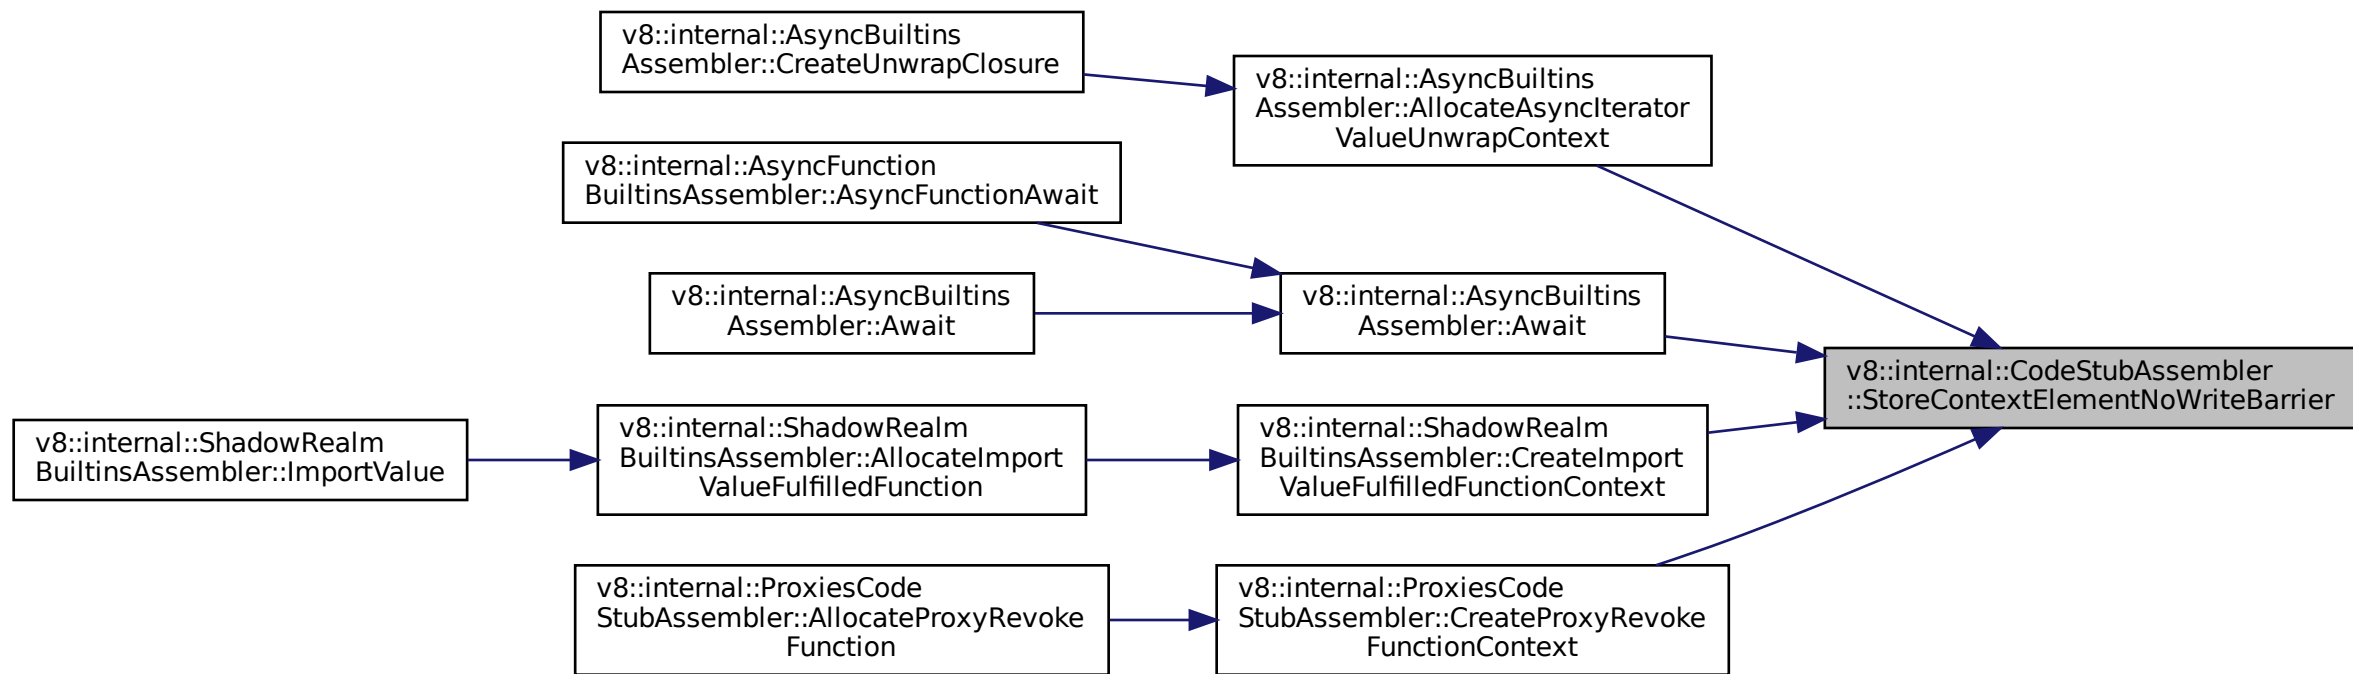 v8::internal::AsyncBuiltins
Assembler::CreateUnwrapClosure
v8::internal::AsyncBuiltins
Assembler::AllocateAsyncIterator
ValueUnwrapContext
v8::internal::AsyncFunction
BuiltinsAssembler::AsyncFunctionAwait
v8::internal::AsyncBuiltins
Assembler::Await
v8::internal::AsyncBuiltins
Assembler::Await
v8::internal::CodeStubAssembler
::StoreContextElementNoWriteBarrier
v8::internal::ShadowRealm
BuiltinsAssembler::ImportValue
v8::internal::ShadowRealm
BuiltinsAssembler::AllocateImport
ValueFulfilledFunction
v8::internal::ShadowRealm
BuiltinsAssembler::CreateImport
ValueFulfilledFunctionContext
v8::internal::ProxiesCode
StubAssembler::AllocateProxyRevoke
Function
v8::internal::ProxiesCode
StubAssembler::CreateProxyRevoke
FunctionContext